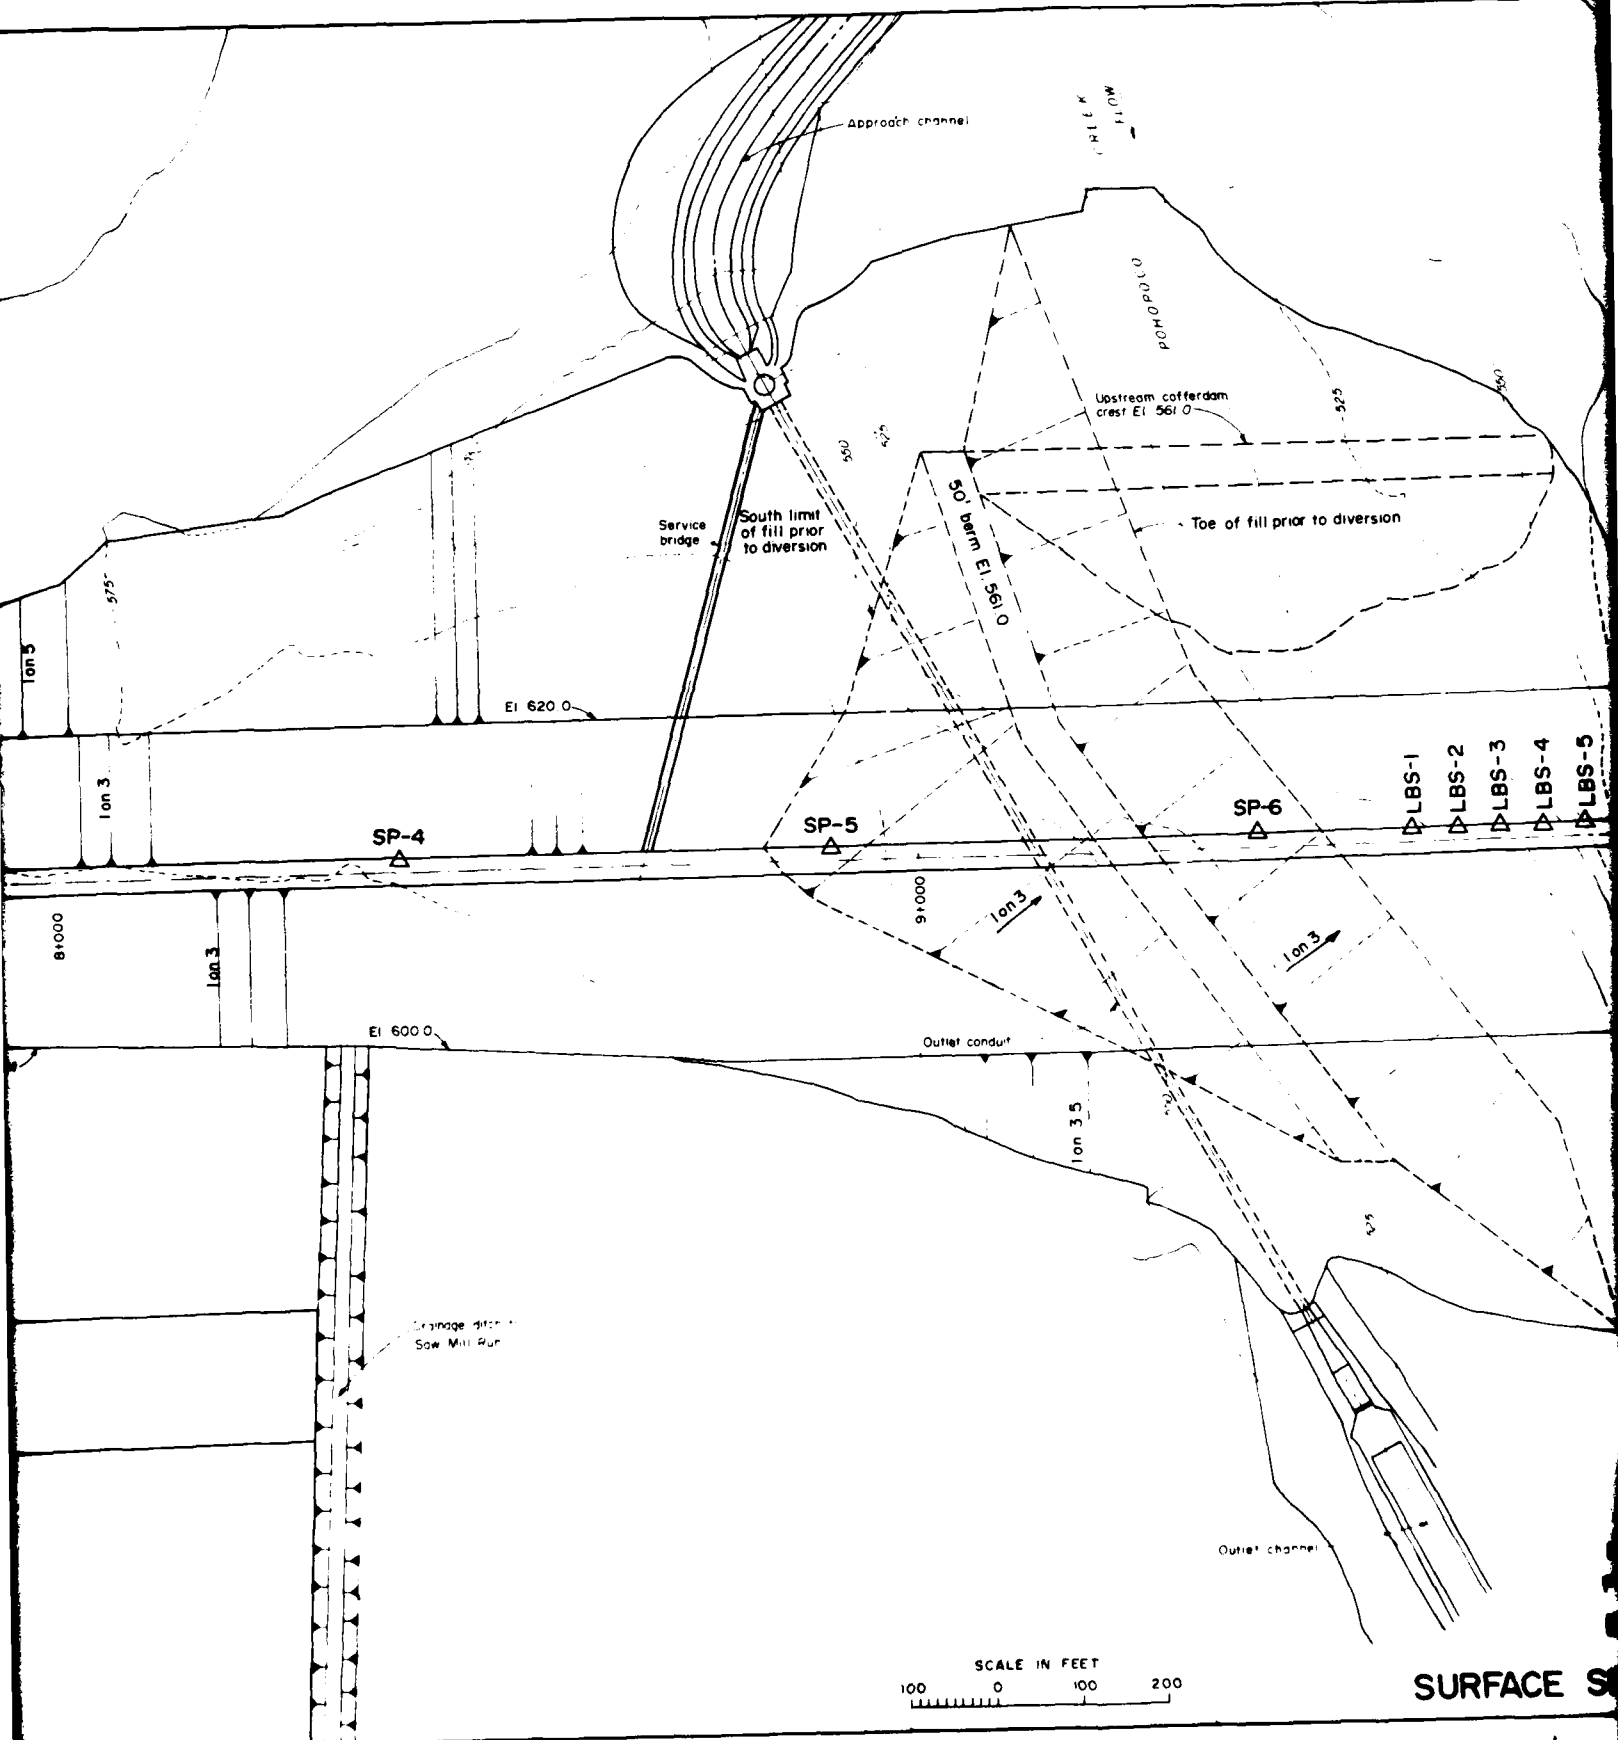 Approach channel
FLOW
POHOPOCO
Upstream cofferdam
crest El 561 0
525
550
550
525
50' berm El. 561.0
Toe of fill prior to diversion
Service
bridge
South limit
of fill prior
to diversion
575
1 on 5
El 620 0
1 on 3
SP-4
SP-5
SP-6
LBS-1
LBS-2
LBS-3
LBS-4
LBS-5
8+000
9+000
1 on 3
1 on 3
1 on 3
El 600 0
Outlet conduit
1 on 3 5
525
Saw Mill Run
Outlet channel
SCALE IN FEET
100 0 100 200
SURFACE